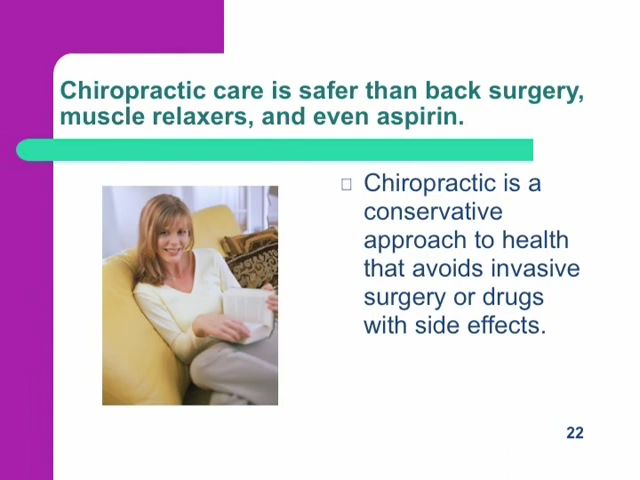 Chiropractic care is safer than back surgery,
muscle relaxers, and even aspirin.
Chiropractic is a
conservative
approach to health
that avoids invasive
surgery or drugs
with side effects.
22